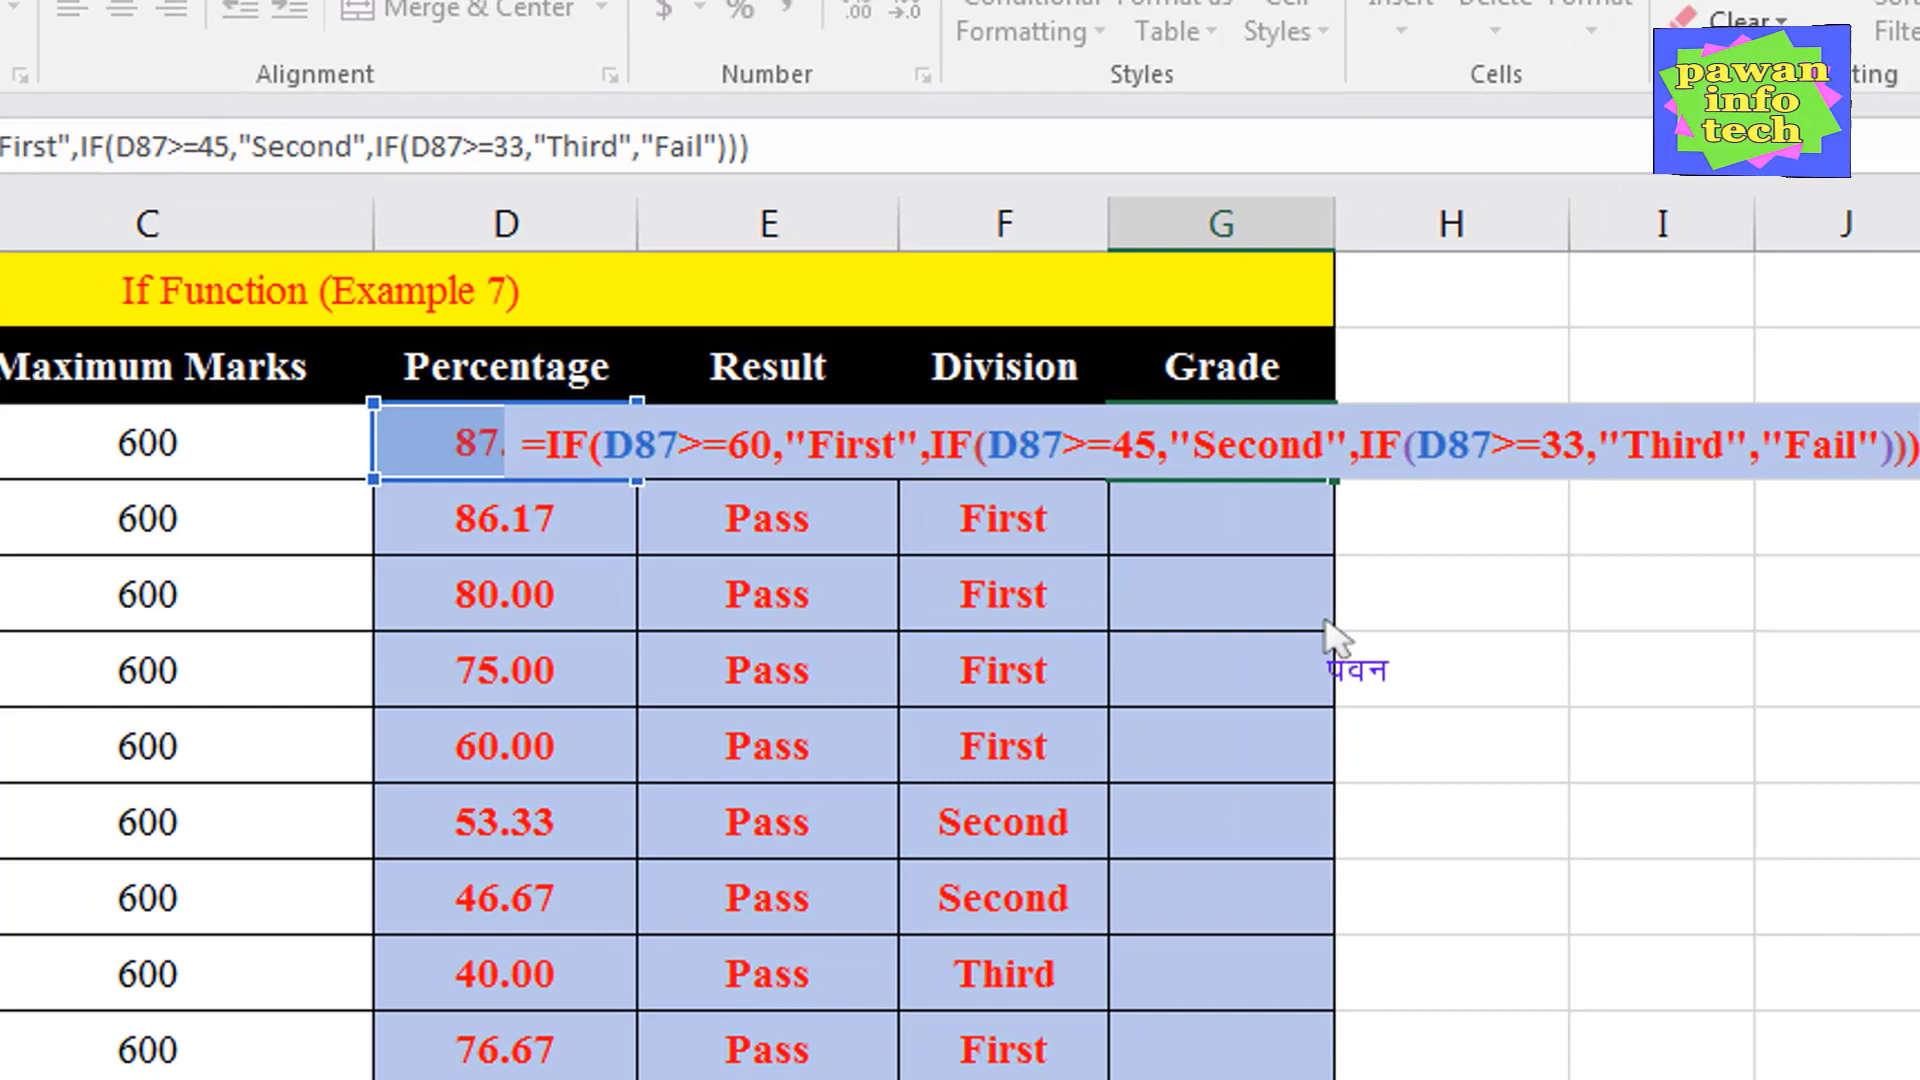 Merge & Center
$ % ,
Formatting
Table
Styles
Clear
pawan
info
tech
Alignment
Number
Styles
Cells
ting
First",IF(D87>=45,"Second",IF(D87>=33,"Third","Fail")))
C D E F G H I J
If Function (Example 7)
Maximum Marks Percentage Result Division Grade
600 87. =IF(D87>=60,"First",IF(D87>=45,"Second",IF(D87>=33,"Third","Fail")))
600 86.17 Pass First
600 80.00 Pass First
600 75.00 Pass First
पवन
600 60.00 Pass First
600 53.33 Pass Second
600 46.67 Pass Second
600 40.00 Pass Third
600 76.67 Pass First